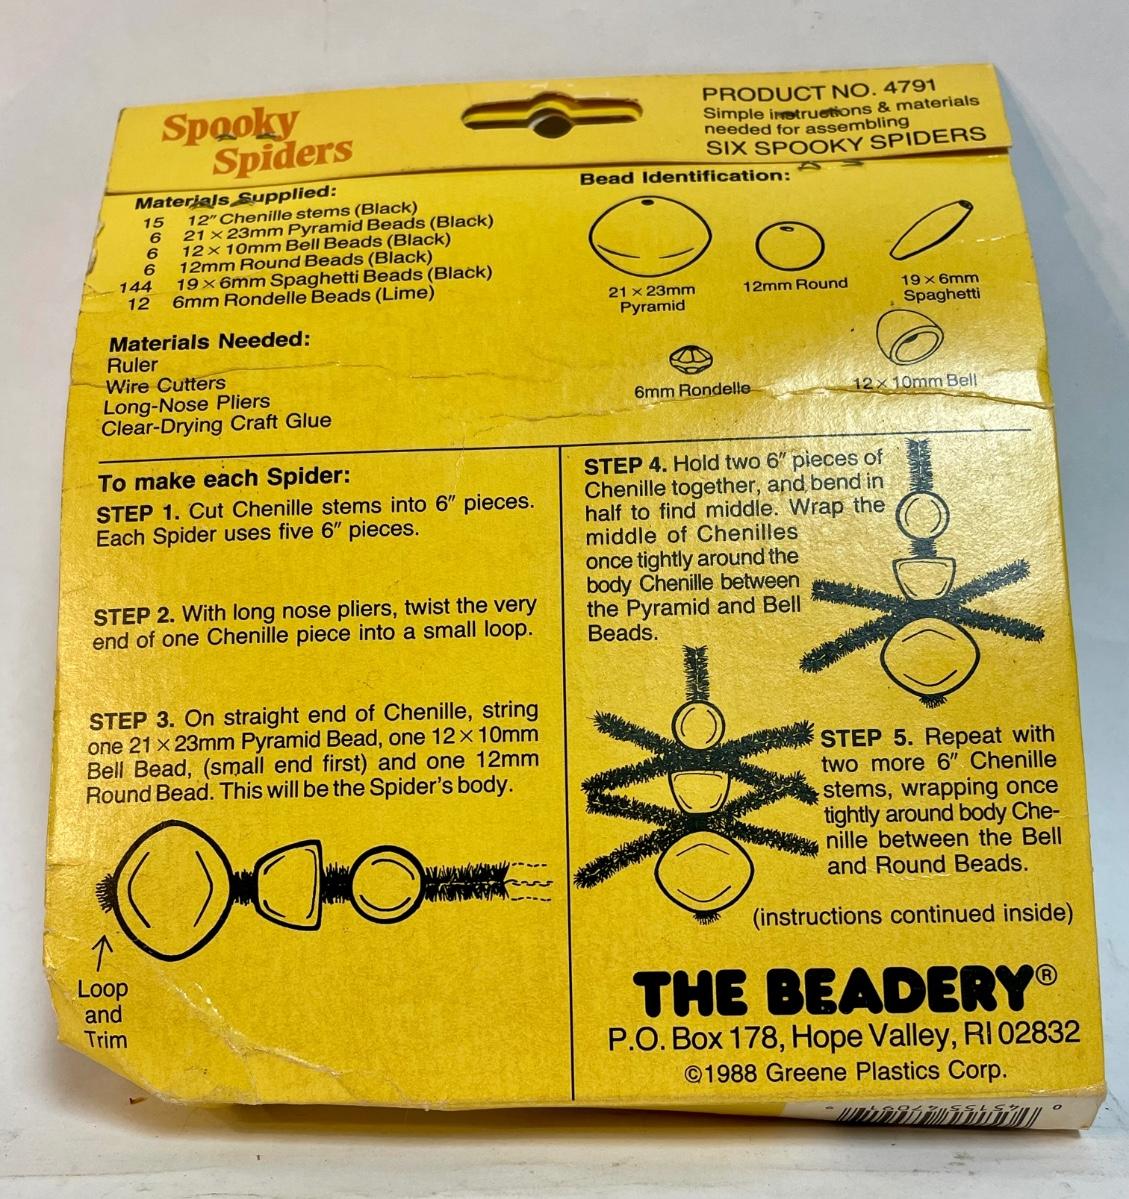 Spooky
Spiders
PRODUCT NO. 4791
Simple instructions & materials
needed for assembling
SIX SPOOKY SPIDERS
Materials Supplied:
15 12" Chenille stems (Black)
6 21 × 23mm Pyramid Beads (Black)
6 12 × 10mm Bell Beads (Black)
6 12mm Round Beads (Black)
144 19 × 6mm Spaghetti Beads (Black)
12 6mm Rondelle Beads (Lime)
Materials Needed:
Ruler
Wire Cutters
Long-Nose Pliers
Clear-Drying Craft Glue
Bead Identification:
21 × 23mm
Pyramid
12mm Round
19 × 6mm
Spaghetti
6mm Rondelle
12 × 10mm Bell
To make each Spider:
STEP 1. Cut Chenille stems into 6" pieces.
Each Spider uses five 6" pieces.
STEP 2. With long nose pliers, twist the very
end of one Chenille piece into a small loop.
STEP 3. On straight end of Chenille, string
one 21 × 23mm Pyramid Bead, one 12 × 10mm
Bell Bead, (small end first) and one 12mm
Round Bead. This will be the Spider's body.
Loop
and
Trim
STEP 4. Hold two 6" pieces of
Chenille together, and bend in
half to find middle. Wrap the
middle of Chenilles
once tightly around the
body Chenille between
the Pyramid and Bell
Beads.
STEP 5. Repeat with
two more 6" Chenille
stems, wrapping once
tightly around body Che-
nille between the Bell
and Round Beads.
(instructions continued inside)
THE BEADERY®
P.O. Box 178, Hope Valley, RI 02832
©1988 Greene Plastics Corp.